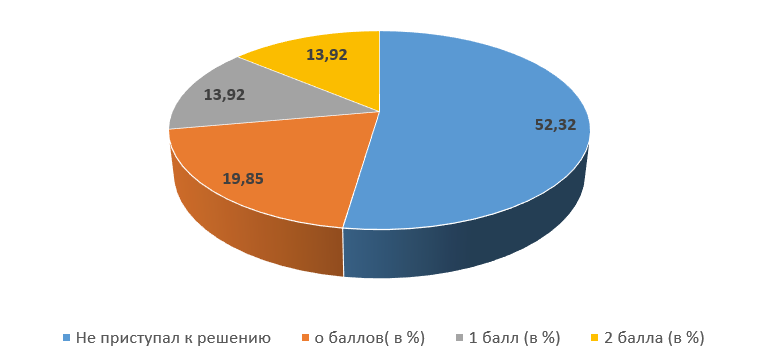 13,92
13,92
52,32
19,85
Не приступал к решению о баллов( в %) 1 балл (в %) 2 балла (в %)